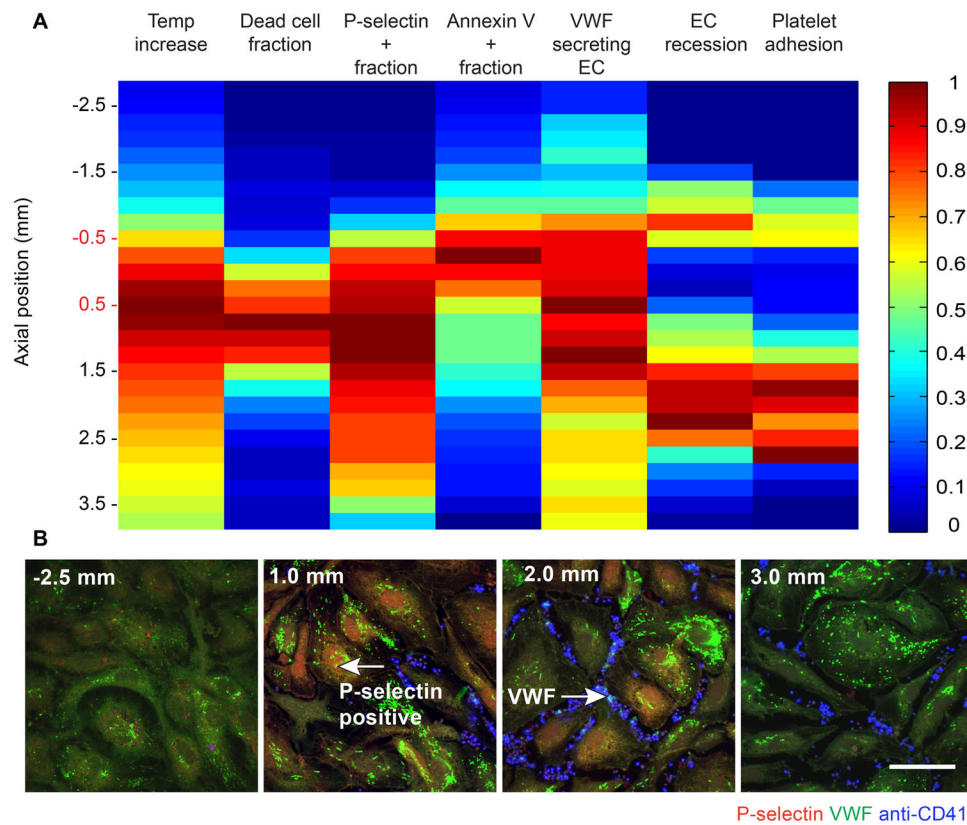 A
Temp increase
Dead cell fraction
P-selectin + fraction
Annexin V + fraction
VWF secreting EC
EC recession
Platelet adhesion
Axial position (mm)
-2.5
-1.5
-0.5
0.5
1.5
2.5
3.5
1
0.9
0.8
0.7
0.6
0.5
0.4
0.3
0.2
0.1
0
B
-2.5 mm
1.0 mm
P-selectin
positive
2.0 mm
VWF
3.0 mm
P-selectin VWF anti-CD41